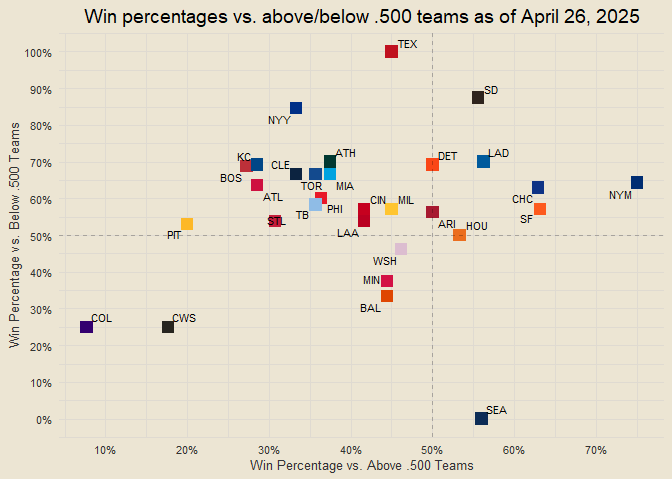 Win percentages vs. above/below .500 teams as of April 26, 2025
Win Percentage vs. Below .500 Teams
100%
90%
80%
70%
60%
50%
40%
30%
20%
10%
0%
TEX
SD
NYY
KC
CLE
ATH
DET
LAD
BOS
ATL
TOR
MIA
CHC
NYM
TB
PHI
CIN
MIL
SF
STL
LAA
ARI
HOU
PIT
WSH
MIN
BAL
COL
CWS
SEA
10%
20%
30%
40%
50%
60%
70%
Win Percentage vs. Above .500 Teams